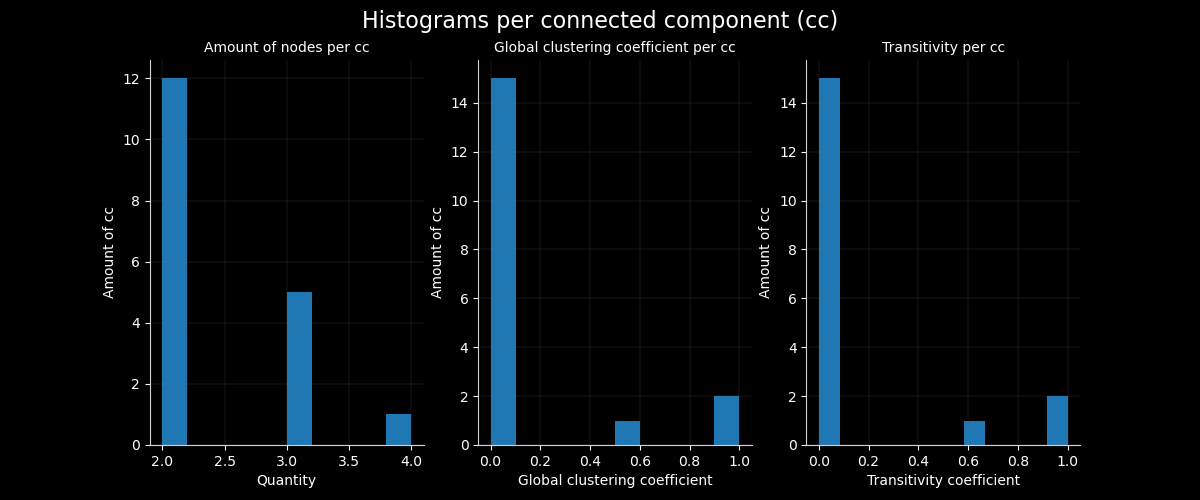 Histograms per connected component (cc)
Amount of nodes per cc
Amount of cc
12
10
8
6
4
2
0
2.0 2.5 3.0 3.5 4.0
Quantity
Global clustering coefficient per cc
Amount of cc
14
12
10
8
6
4
2
0
0.0 0.2 0.4 0.6 0.8 1.0
Global clustering coefficient
Transitivity per cc
Amount of cc
14
12
10
8
6
4
2
0
0.0 0.2 0.4 0.6 0.8 1.0
Transitivity coefficient